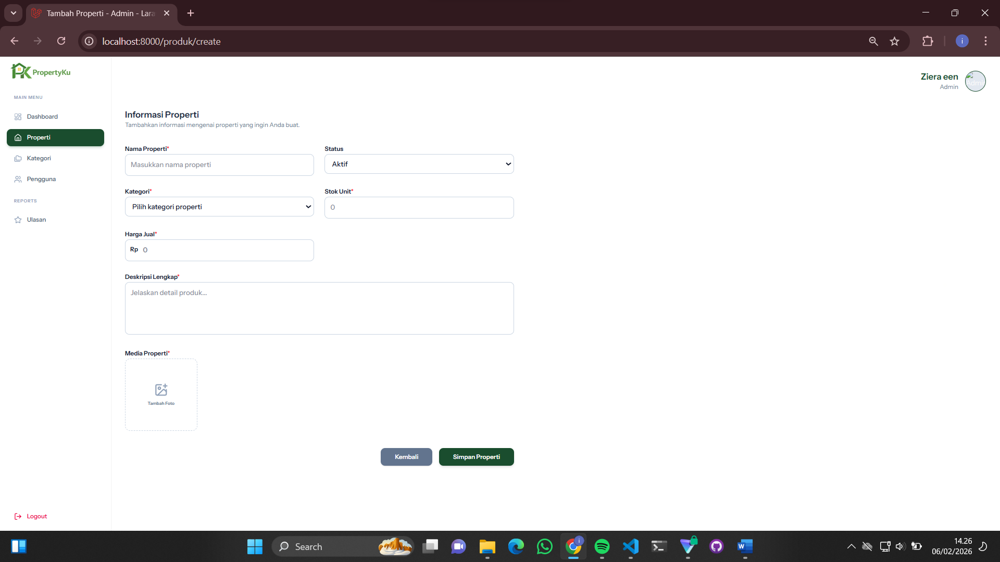 Tambah Properti - Admin - Lara
localhost:8000/produk/create
i
PropertyKu
Ziera een
Admin
Admin
MAIN MENU
Dashboard
Properti
Kategori
Pengguna
REPORTS
Ulasan
Logout
Informasi Properti
Tambahkan informasi mengenai properti yang ingin Anda buat.
Nama Properti*
Masukkan nama properti
Status
Aktif
Kategori*
Pilih kategori properti
Stok Unit*
0
Harga Jual*
Rp 0
Deskripsi Lengkap*
Jelaskan detail produk...
Media Properti*
Tambah Foto
Kembali
Simpan Properti
Search
14.26
06/02/2026